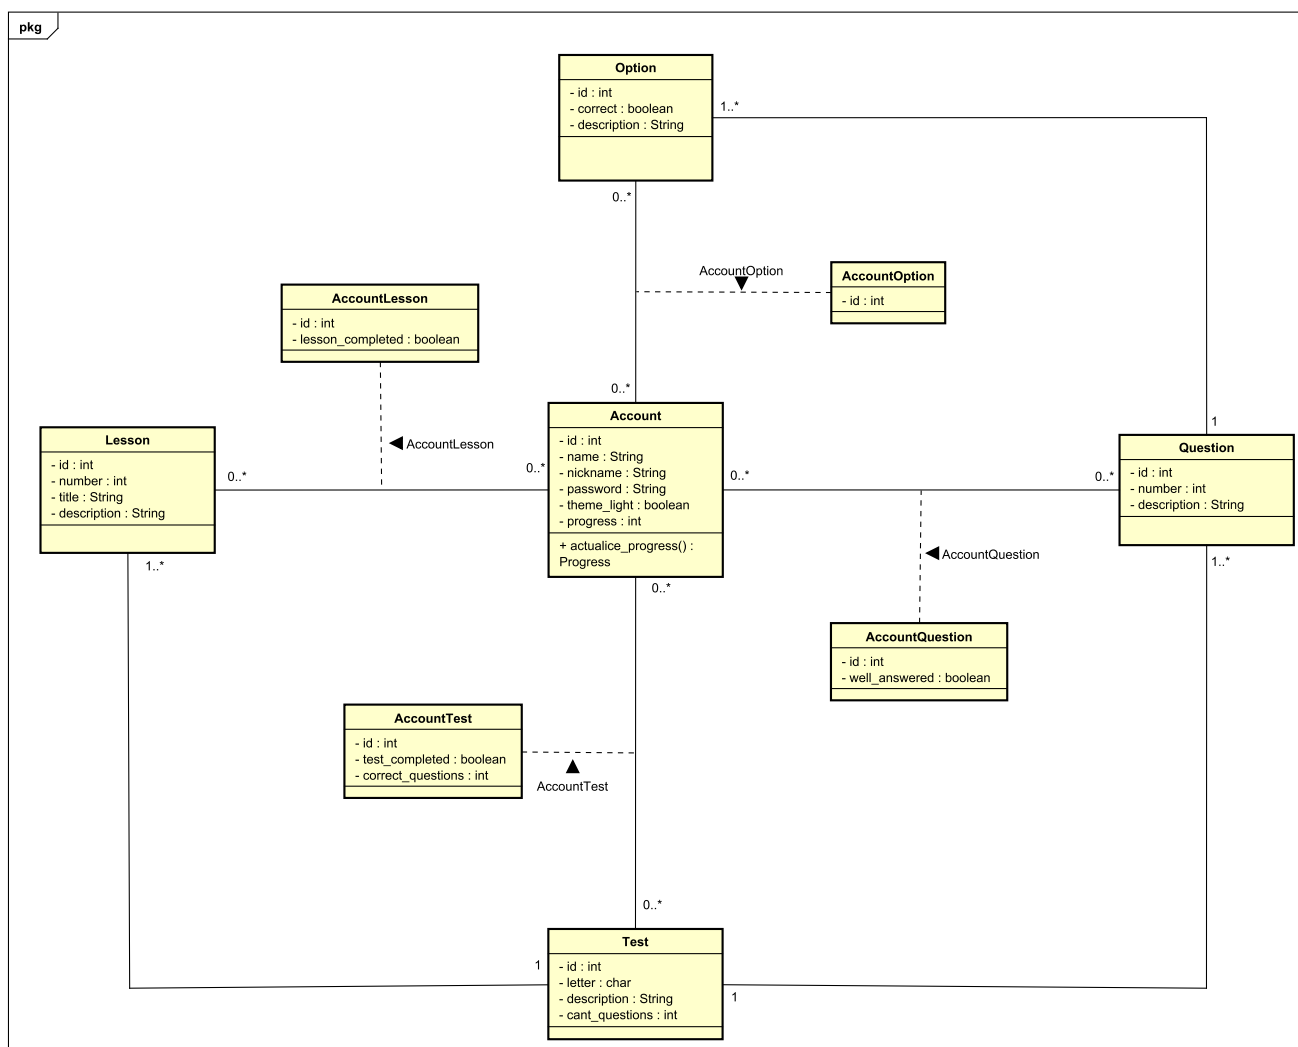 pkg
Option
- id : int
- correct : boolean
- description : String
1..*
0..*
AccountOption
AccountOption
- id : int
AccountLesson
- id : int
- lesson_completed : boolean
0..*
Account
- id : int
- name : String
- nickname : String
- password : String
- theme_light : boolean
- progress : int
+ actualice_progress() :
Progress
AccountLesson
Lesson
- id : int
- number : int
- title : String
- description : String
0..*
0..*
0..*
0..*
1
Question
- id : int
- number : int
- description : String
1..*
0..*
1..*
AccountQuestion
AccountQuestion
- id : int
- well_answered : boolean
AccountTest
- id : int
- test_completed : boolean
- correct_questions : int
AccountTest
0..*
Test
- id : int
- letter : char
- description : String
- cant_questions : int
1
1